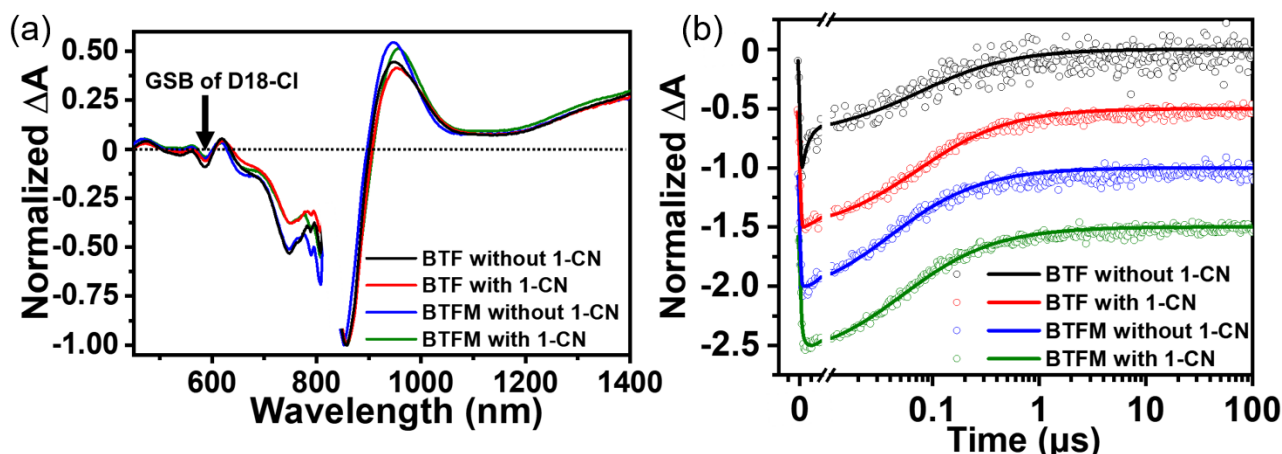 (a)
Normalized ΔA
0.50
0.25
0
-0.25
-0.50
-0.75
-1.00
GSB of D18-Cl
BTF without 1-CN
BTF with 1-CN
BTFM without 1-CN
BTFM with 1-CN
600 800 1000 1200 1400
Wavelength (nm)
(b)
Normalized ΔA
0
-0.5
-1.0
-1.5
-2.0
-2.5
BTF without 1-CN
BTF with 1-CN
BTFM without 1-CN
BTFM with 1-CN
0 0.1 1 10 100
Time (μs)